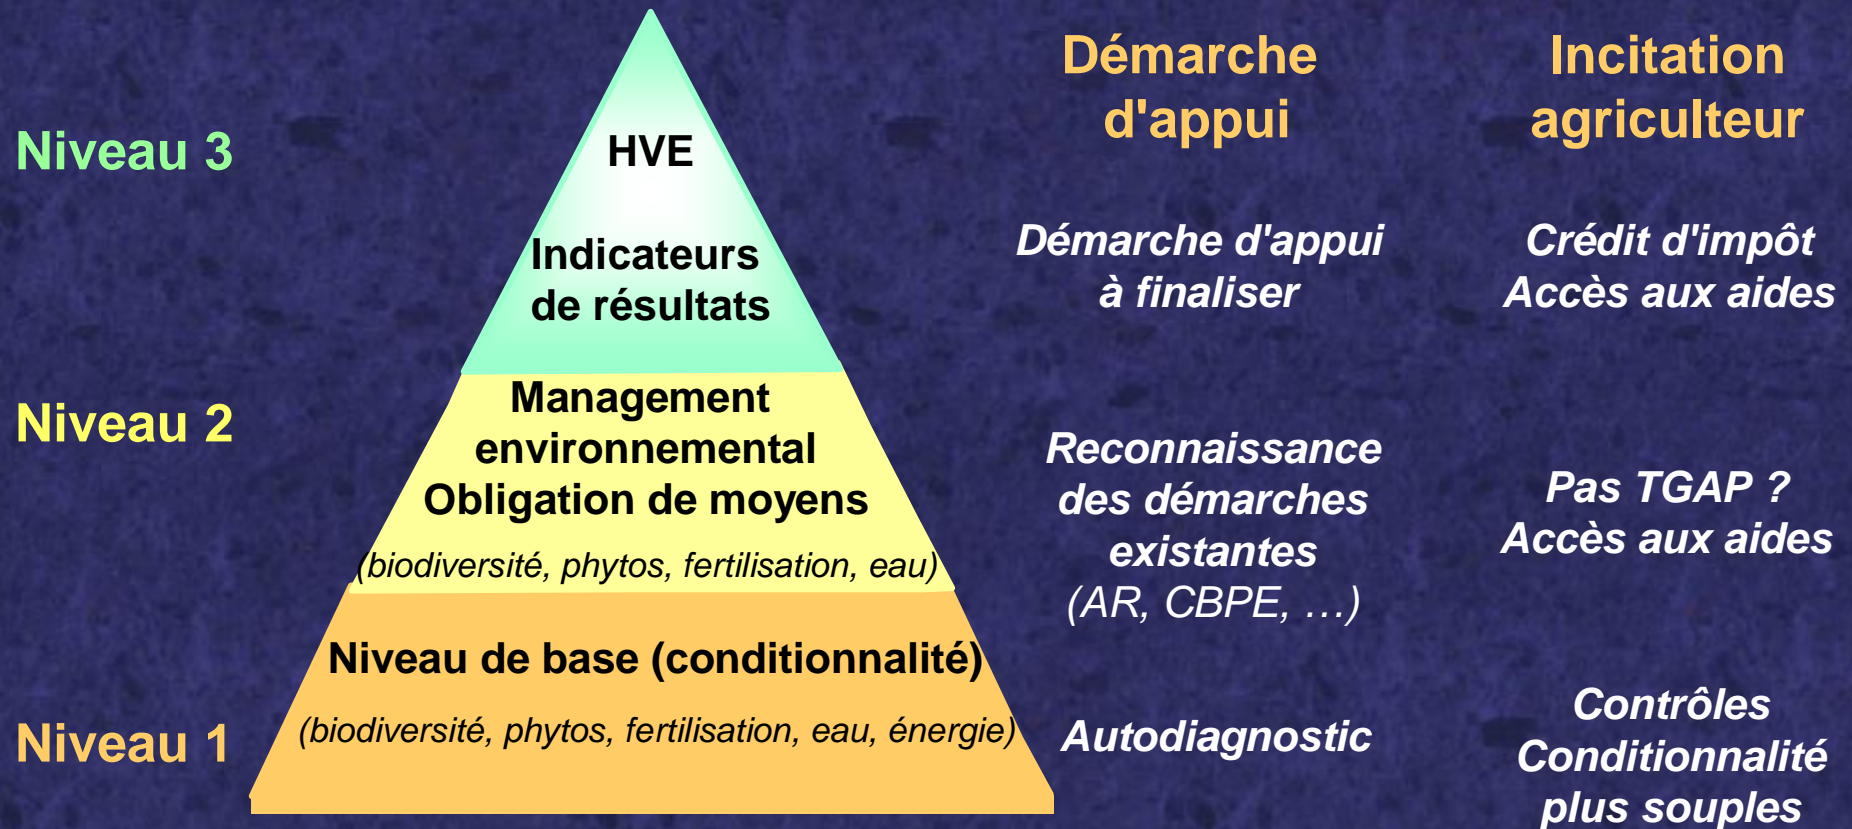 Démarche
d'appui
Incitation
agriculteur
Niveau 3
HVE
Indicateurs
de résultats
Démarche d'appui
à finaliser
Crédit d'impôt
Accès aux aides
Niveau 2
Management
environnemental
Obligation de moyens
(biodiversité, phytos, fertilisation, eau)
Reconnaissance
des démarches
existantes
(AR, CBPE, …)
Pas TGAP ?
Accès aux aides
Niveau 1
Niveau de base (conditionnalité)
(biodiversité, phytos, fertilisation, eau, énergie)
Autodiagnostic
Contrôles
Conditionnalité
plus souples